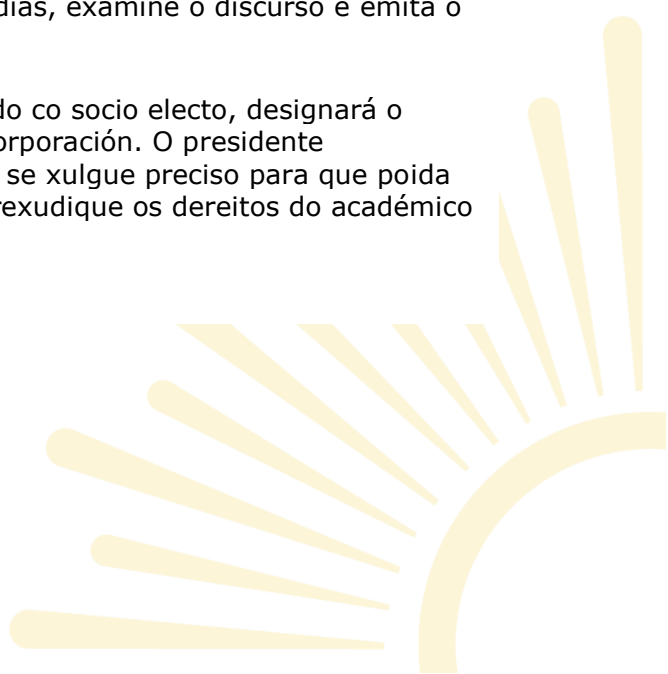 días, examine o discurso e emita o
do co socio electo, designará o
orporación. O presidente
se xulgue preciso para que poida
rexudique os dereitos do académico